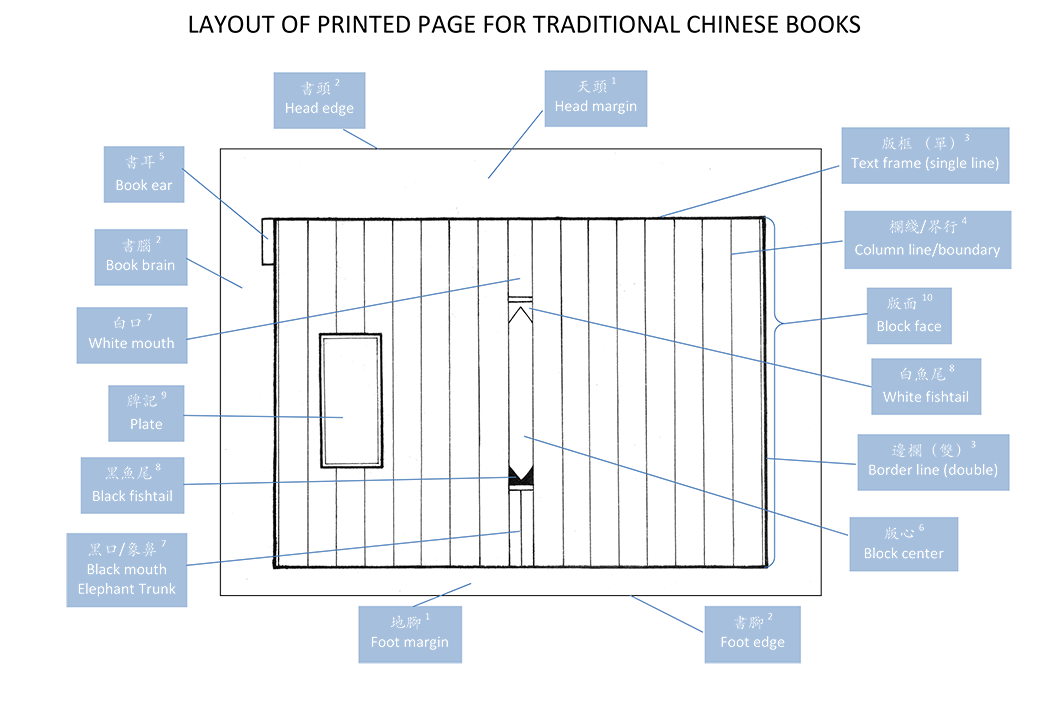 LAYOUT OF PRINTED PAGE FOR TRADITIONAL CHINESE BOOKS
書頭 2
Head edge
天頭 1
Head margin
版框 （單） 3
Text frame (single line)
書耳 5
Book ear
欄綫/界行 4
Column line/boundary
書腦 2
Book brain
版面 10
Block face
白口 7
White mouth
白魚尾 8
White fishtail
牌記 9
Plate
邊欄（雙） 3
Border line (double)
黑魚尾 8
Black fishtail
版心 6
Block center
黑口/象鼻 7
Black mouth
Elephant Trunk
地腳 1
Foot margin
書腳 2
Foot edge